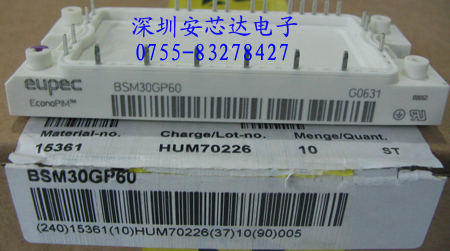 深圳安芯达电子
0755-83278427
eupec
BSM30GP60
G0631
EconoPIM™
Material-no.
Charge/Lot-no.
Menge/Quant.
15361
HUM70226
10
ST
BSM30GP60
(240)15361(10)HUM70226(37)10(90)005